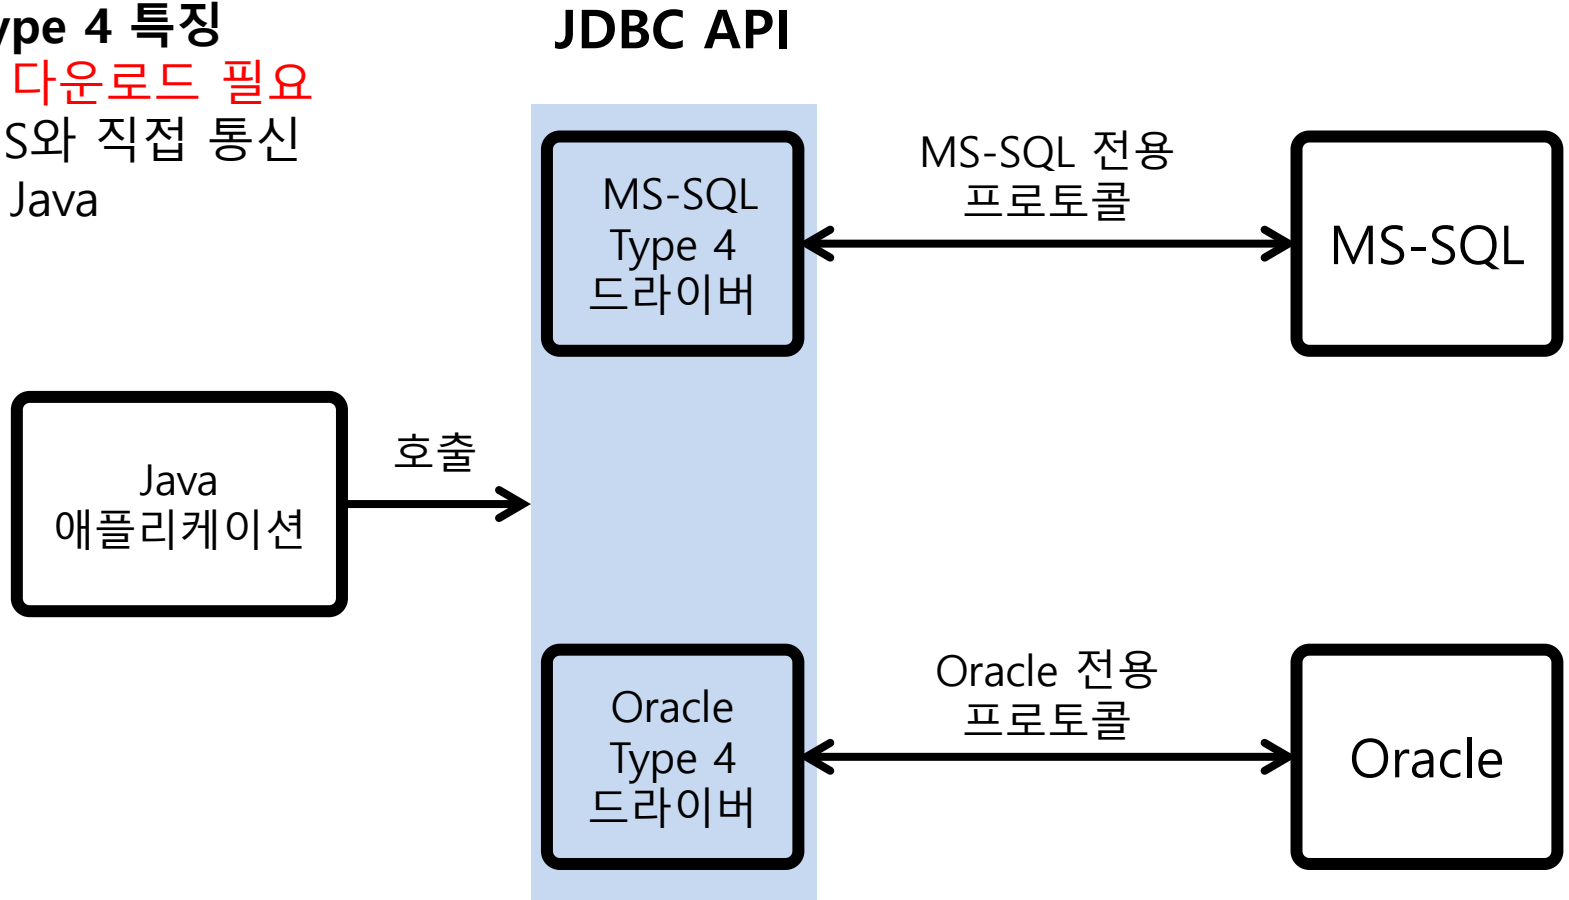 ype 4 특징
다운로드 필요
S와 직접 통신
Java
JDBC API
MS-SQL
Type 4
드라이버
MS-SQL 전용
프로토콜
MS-SQL
Java
애플리케이션
호출
Oracle
Type 4
드라이버
Oracle 전용
프로토콜
Oracle